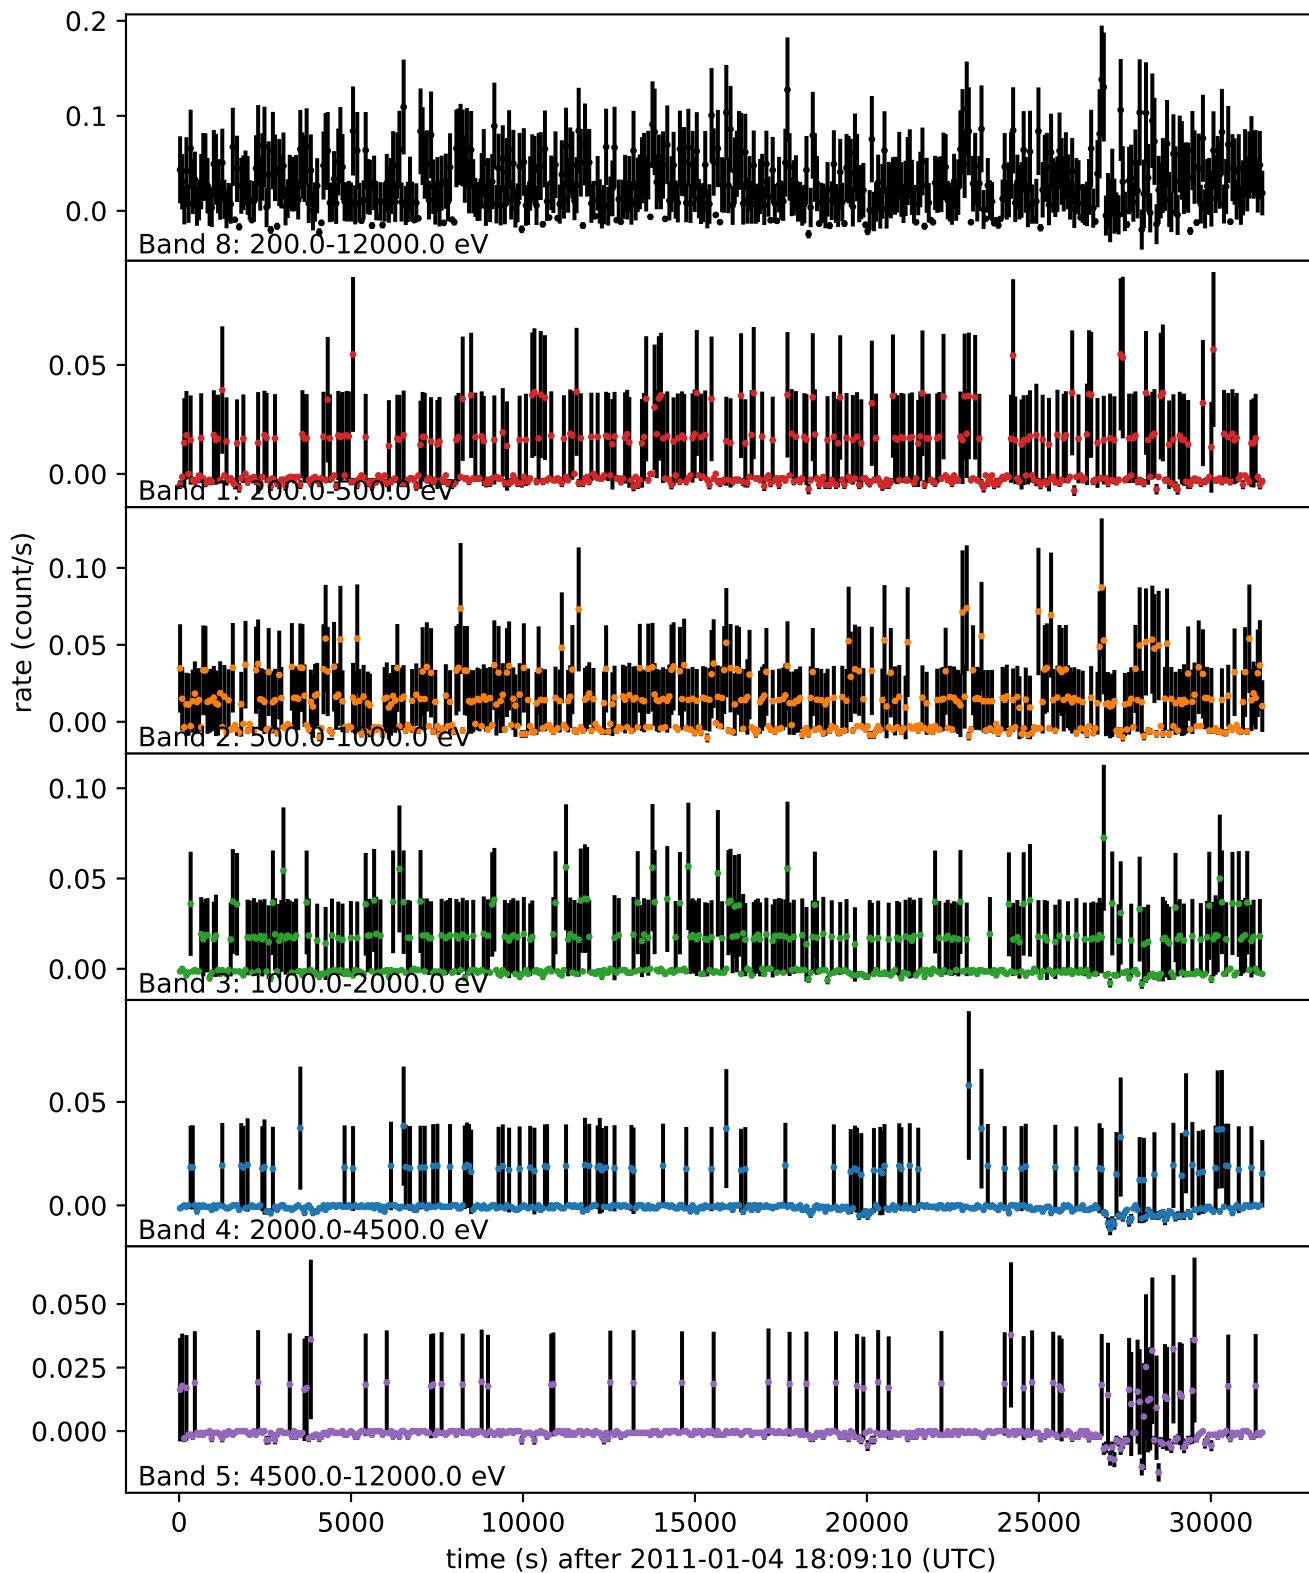 0.2
0.1
0.0
Band 8: 200.0-12000.0 eV
0.05
0.00
Band 1: 200.0-500.0 eV
0.10
0.05
0.00
Band 2: 500.0-1000.0 eV
rate (count/s)
0.10
0.05
0.00
Band 3: 1000.0-2000.0 eV
0.05
0.00
Band 4: 2000.0-4500.0 eV
0.050
0.025
0.000
Band 5: 4500.0-12000.0 eV
0 5000 10000 15000 20000 25000 30000
time (s) after 2011-01-04 18:09:10 (UTC)